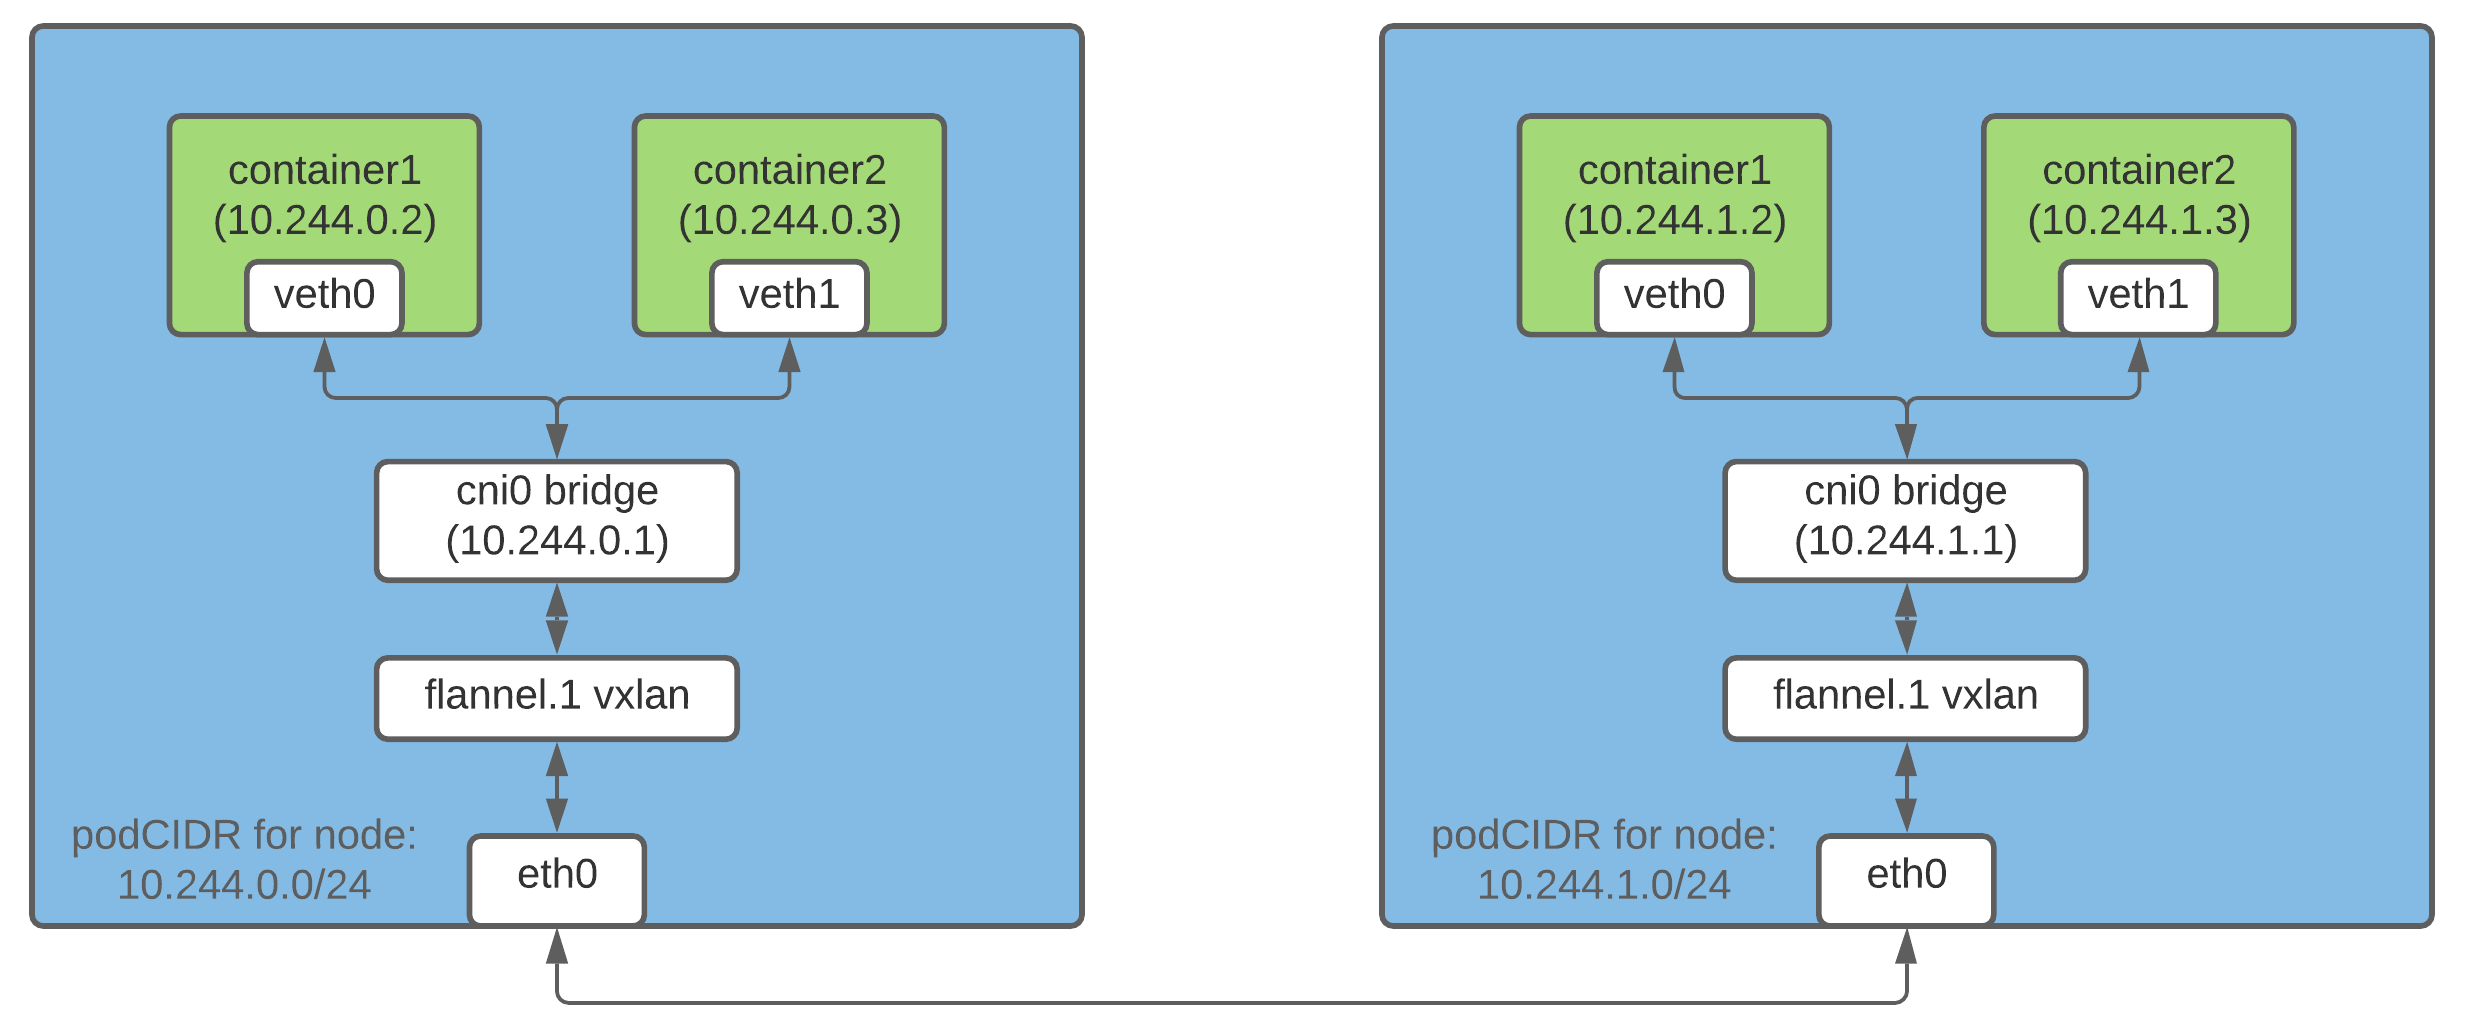 container1
(10.244.0.2)
veth0
container2
(10.244.0.3)
veth1
cni0 bridge
(10.244.0.1)
flannel.1 vxlan
podCIDR for node:
10.244.0.0/24
eth0
container1
(10.244.1.2)
veth0
container2
(10.244.1.3)
veth1
cni0 bridge
(10.244.1.1)
flannel.1 vxlan
podCIDR for node:
10.244.1.0/24
eth0